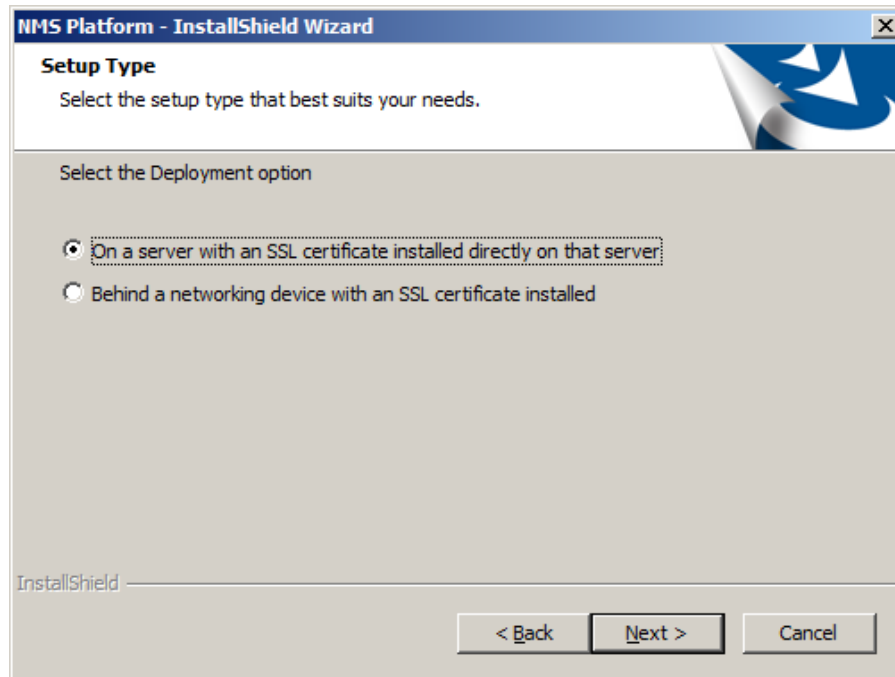 NMS Platform - InstallShield Wizard
Setup Type
Select the setup type that best suits your needs.
Select the Deployment option
On a server with an SSL certificate installed directly on that server
Behind a networking device with an SSL certificate installed
InstallShield
< Back
Next >
Cancel